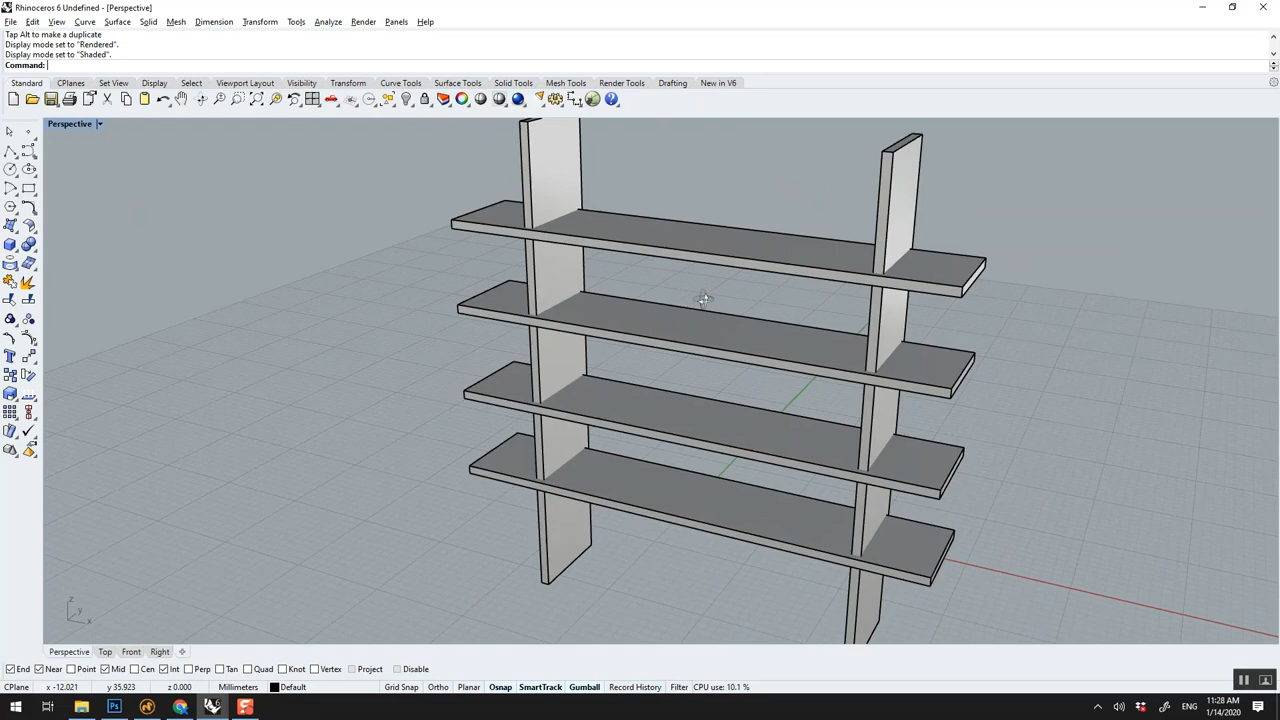 Rhinoceros 6 Undefined - [Perspective]
File Edit View Curve Surface Solid Mesh Dimension Transform Tools Analyze Render Panels Help
Tap Alt to make a duplicate
Display mode set to "Rendered".
Display mode set to "Shaded".
Command:
Standard CPlanes Set View Display Select Viewport Layout Visibility Transform Curve Tools Surface Tools Solid Tools Mesh Tools Render Tools Drafting New in V6
Perspective
z
y
x
Perspective Top Front Right
End Near Point Mid Cen Int Perp Tan Quad Knot Vertex Project Disable
CPlane x -12.021 y 35.923 z 0.000 Millimeters Default Grid Snap Ortho Planar Osnap SmartTrack Gumball Record History Filter CPU use: 10.1 %
Ps ENG 11:28 AM
1/14/2020